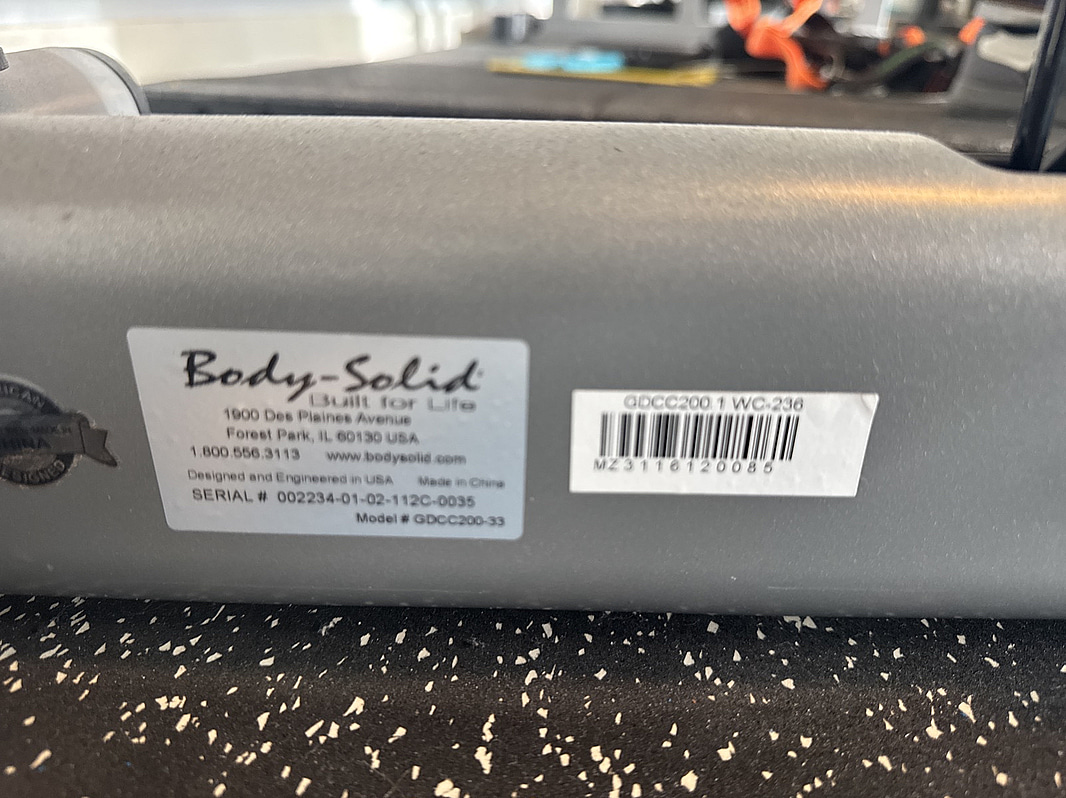 Body-Solid
Built for Life
1900 Des Plaines Avenue
Forest Park, IL 60130 USA
1.800.556.3113 www.bodysolid.com
Designed and Engineered in USA Made in China
SERIAL # 002234-01-02-112C-0035
Model # GDCC200-33
GDCC200.1 WC-236
MZ3116120085
CHINA